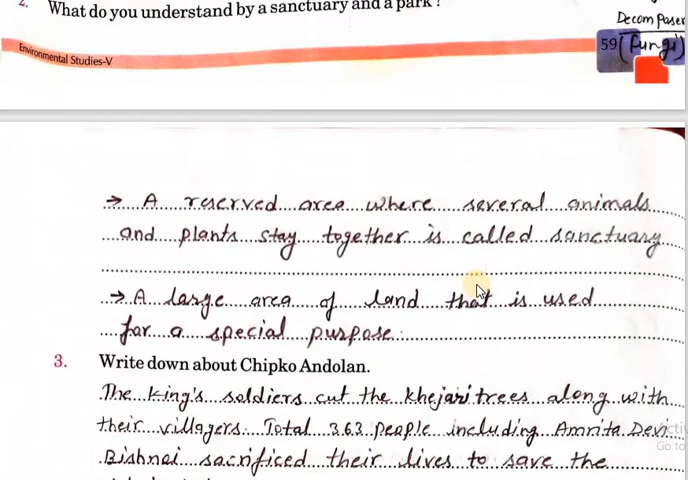 2. What do you understand by a sanctuary and a park ?
Decomposer
59 (fungi)
Environmental Studies-V
→ A reserved area where several animals
and plants stay together is called sanctuary
→ A large area of land that is used
for a special purpose.
3. Write down about Chipko Andolan.
The king's soldiers cut the khejari trees along with
their villagers. Total 363 people including Amrita Devi
Bishnoi sacrificed their lives to save the
Go to